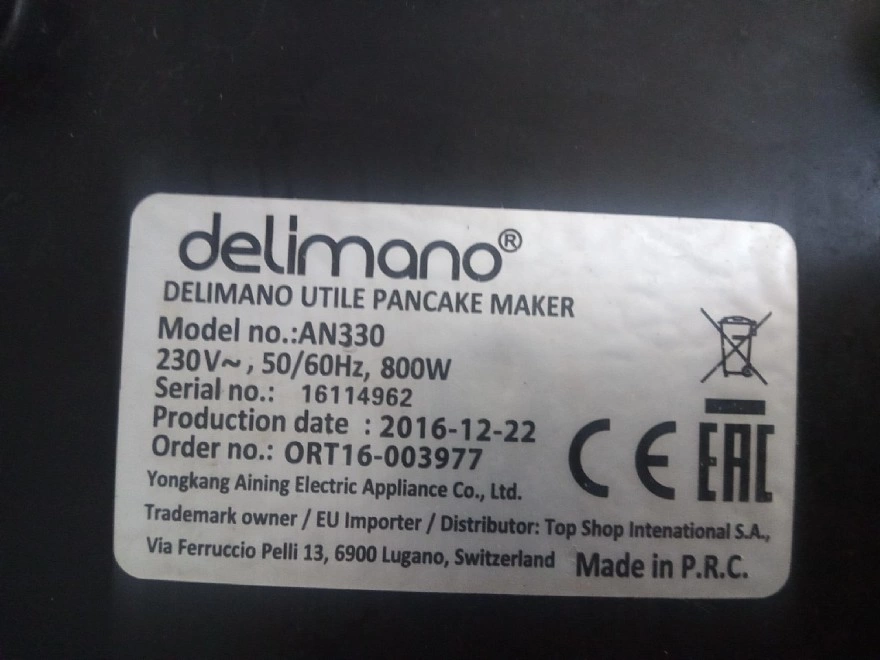 delimano®
DELIMANO UTILE PANCAKE MAKER
Model no.:AN330
230V~, 50/60Hz, 800W
Serial no.: 16114962
Production date : 2016-12-22
Order no.: ORT16-003977
CE EAC
Yongkang Aining Electric Appliance Co., Ltd.
Trademark owner / EU Importer / Distributor: Top Shop Intenational S.A.,
Via Ferruccio Pelli 13, 6900 Lugano, Switzerland Made in P.R.C.